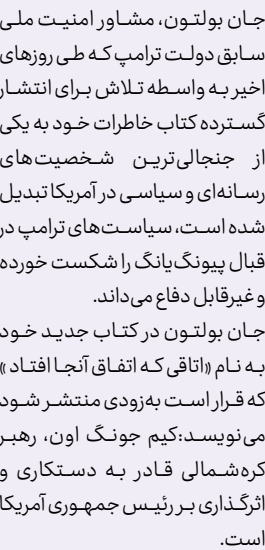 جان بولتون، مشاور امنیت ملی
سابق دولت ترامپ که طی روزهای
اخیر به واسطه تلاش برای انتشار
گسترده کتاب خاطرات خود به یکی
از جنجالی‌ترین شخصیت‌های
رسانه‌ای و سیاسی در آمریکا تبدیل
شده است، سیاست‌های ترامپ در
قبال پیونگ‌یانگ را شکست خورده
و غیرقابل دفاع می‌داند.
جان بولتون در کتاب جدید خود
به نام «اتاقی که اتفاق آنجا افتاد»
که قرار است به‌زودی منتشر شود
می‌نویسد:کیم جونگ اون، رهبر
کره‌شمالی قادر به دستکاری و
اثرگذاری بر رئیس جمهوری آمریکا
است.